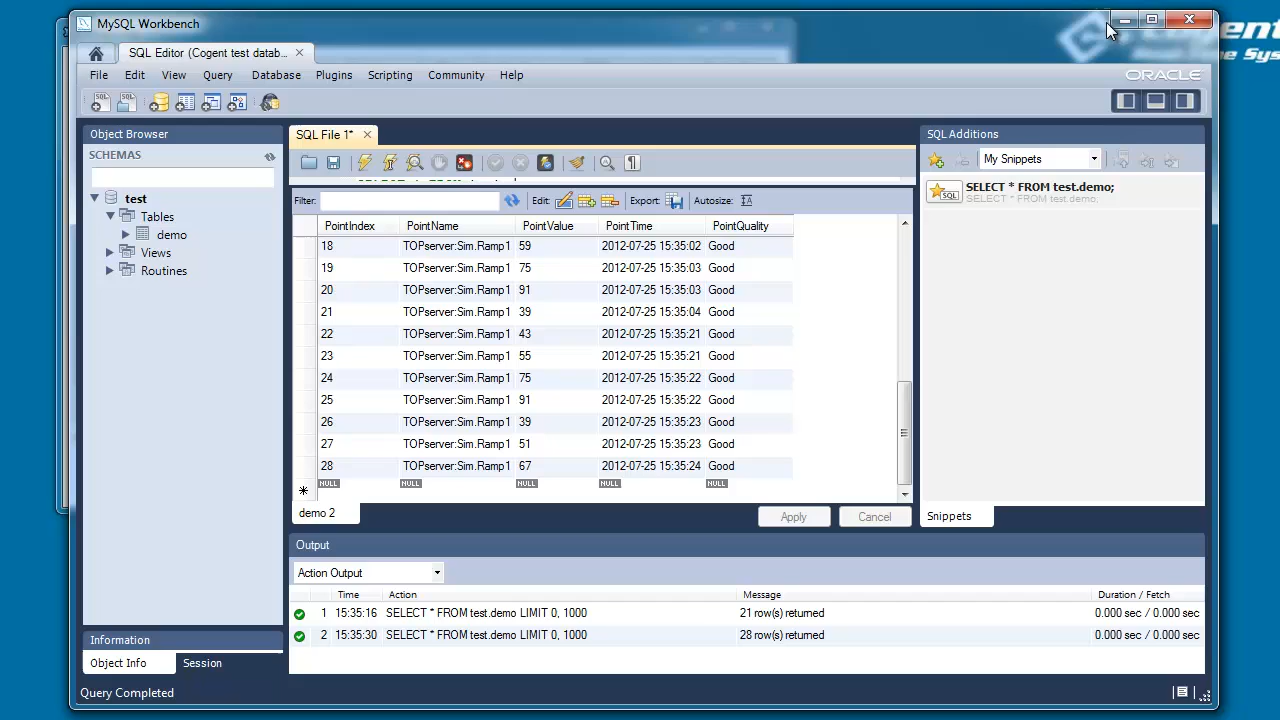 MySQL Workbench
SQL Editor (Cogent test datab...
File Edit View Query Database Plugins Scripting Community Help
ORACLE
Object Browser
SCHEMAS
test
Tables
demo
Views
Routines
Information
Object Info Session
Query Completed
SQL File 1*
Filter: Edit: Export: Autosize:
PointIndex PointName PointValue PointTime PointQuality
18 TOPserver:Sim.Ramp1 59 2012-07-25 15:35:02 Good
19 TOPserver:Sim.Ramp1 75 2012-07-25 15:35:03 Good
20 TOPserver:Sim.Ramp1 91 2012-07-25 15:35:03 Good
21 TOPserver:Sim.Ramp1 39 2012-07-25 15:35:04 Good
22 TOPserver:Sim.Ramp1 43 2012-07-25 15:35:21 Good
23 TOPserver:Sim.Ramp1 55 2012-07-25 15:35:21 Good
24 TOPserver:Sim.Ramp1 75 2012-07-25 15:35:22 Good
25 TOPserver:Sim.Ramp1 91 2012-07-25 15:35:22 Good
26 TOPserver:Sim.Ramp1 39 2012-07-25 15:35:23 Good
27 TOPserver:Sim.Ramp1 51 2012-07-25 15:35:23 Good
28 TOPserver:Sim.Ramp1 67 2012-07-25 15:35:24 Good
NULL NULL NULL NULL NULL
demo 2
Apply Cancel
SQL Additions
My Snippets
SELECT * FROM test.demo;
SELECT * FROM test.demo;
Snippets
Output
Action Output
Time Action Message Duration / Fetch
1 15:35:16 SELECT * FROM test.demo LIMIT 0, 1000 21 row(s) returned 0.000 sec / 0.000 sec
2 15:35:30 SELECT * FROM test.demo LIMIT 0, 1000 28 row(s) returned 0.000 sec / 0.000 sec